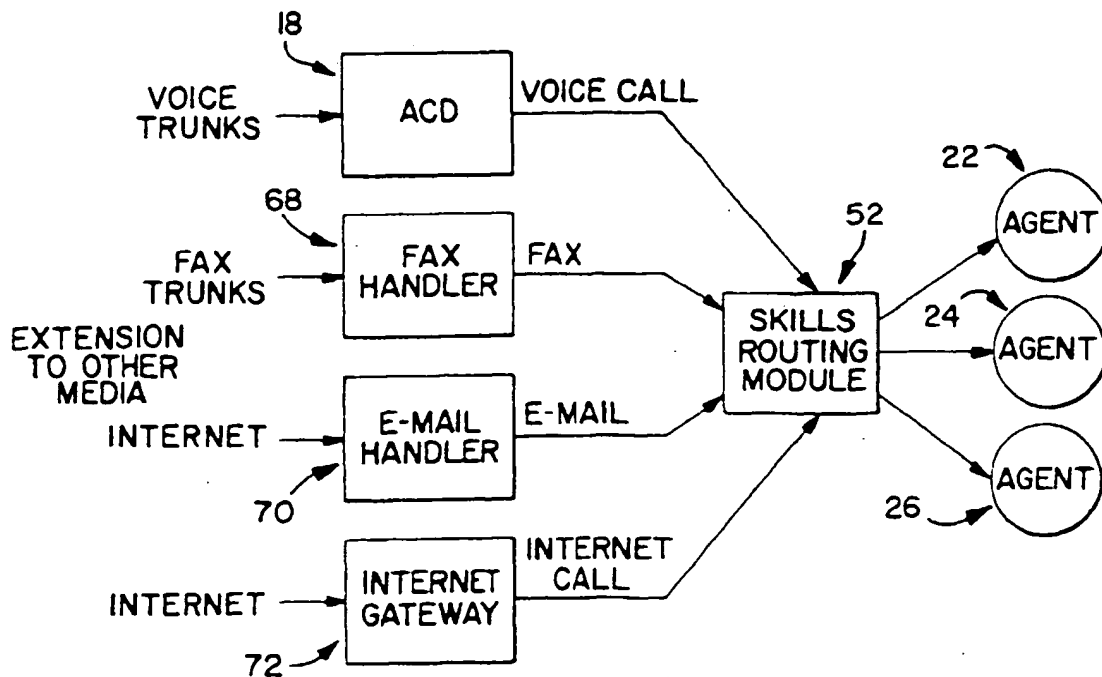 18
VOICE
TRUNKS
ACD
VOICE CALL
68
FAX
TRUNKS
FAX
HANDLER
FAX
EXTENSION
TO OTHER
MEDIA
INTERNET
E-MAIL
HANDLER
E-MAIL
70
INTERNET
INTERNET
GATEWAY
INTERNET
CALL
72
52
SKILLS
ROUTING
MODULE
22
AGENT
24
AGENT
AGENT
26